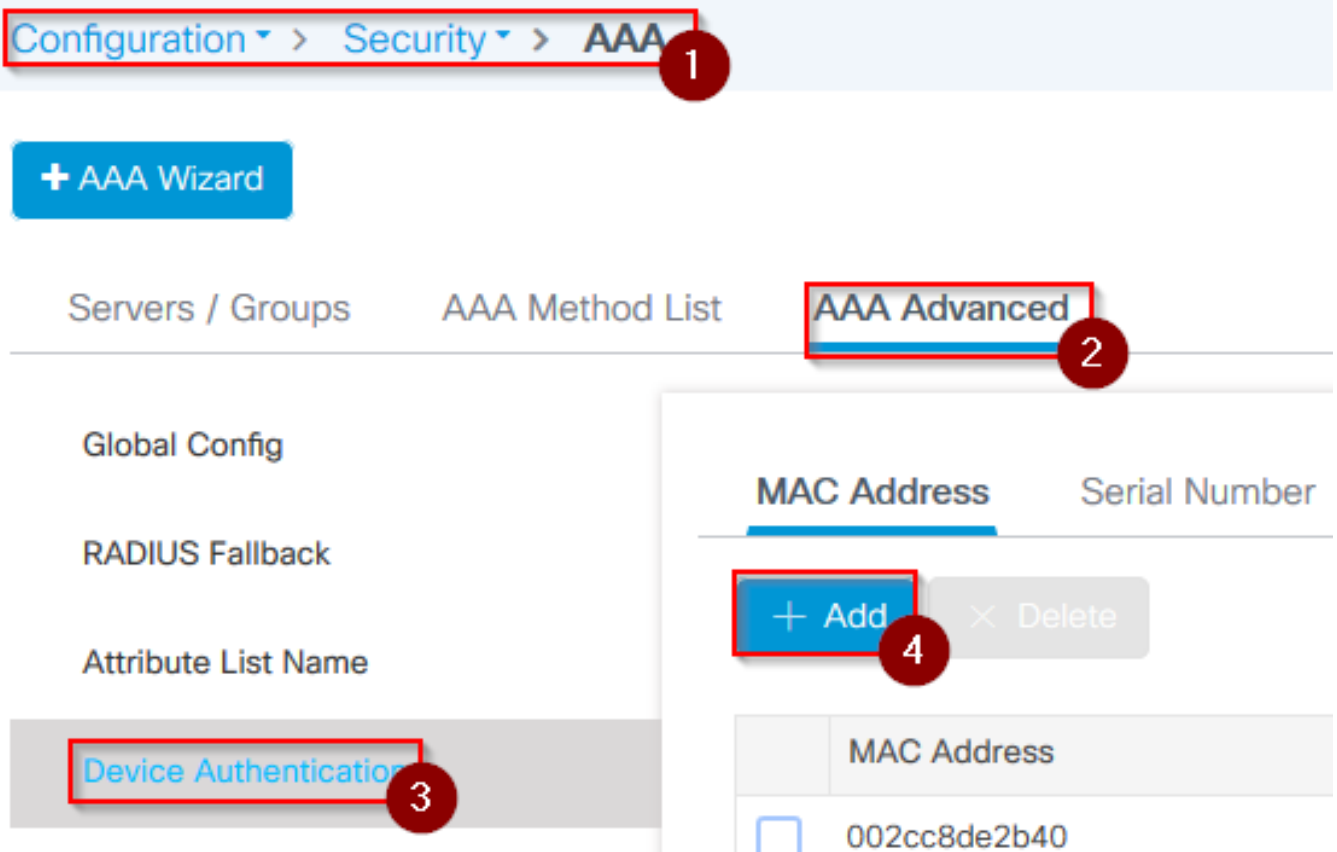 Configuration > Security > AAA
1
+ AAA Wizard
Servers / Groups AAA Method List AAA Advanced
2
Global Config
RADIUS Fallback
Attribute List Name
Device Authentication
3
MAC Address Serial Number
+ Add × Delete
4
MAC Address
002cc8de2b40